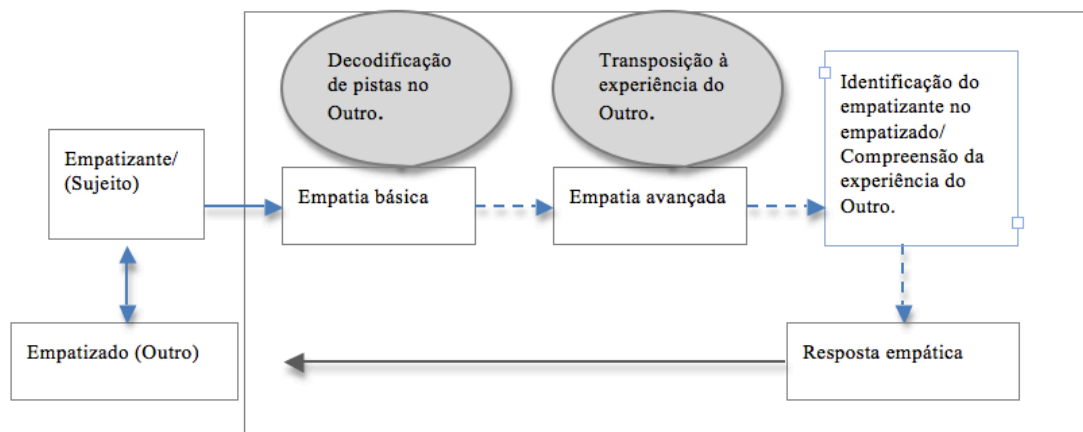 Decodificação
de pistas no
Outro.
Transposição à
experiência do
Outro.
Identificação do
empatizante no
empatizado/
Compreensão da
experiência do
Outro.
Empatizante/
(Sujeito)
Empatia básica
Empatia avançada
Empatizado (Outro)
Resposta empática